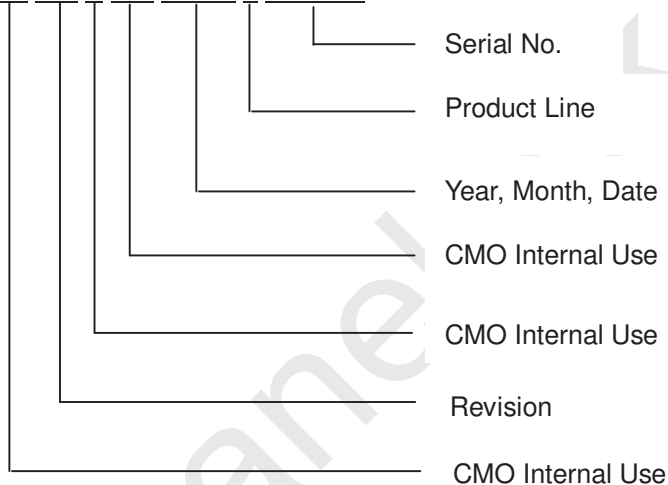 Serial No.
Product Line
Year, Month, Date
CMO Internal Use
CMO Internal Use
Revision
CMO Internal Use